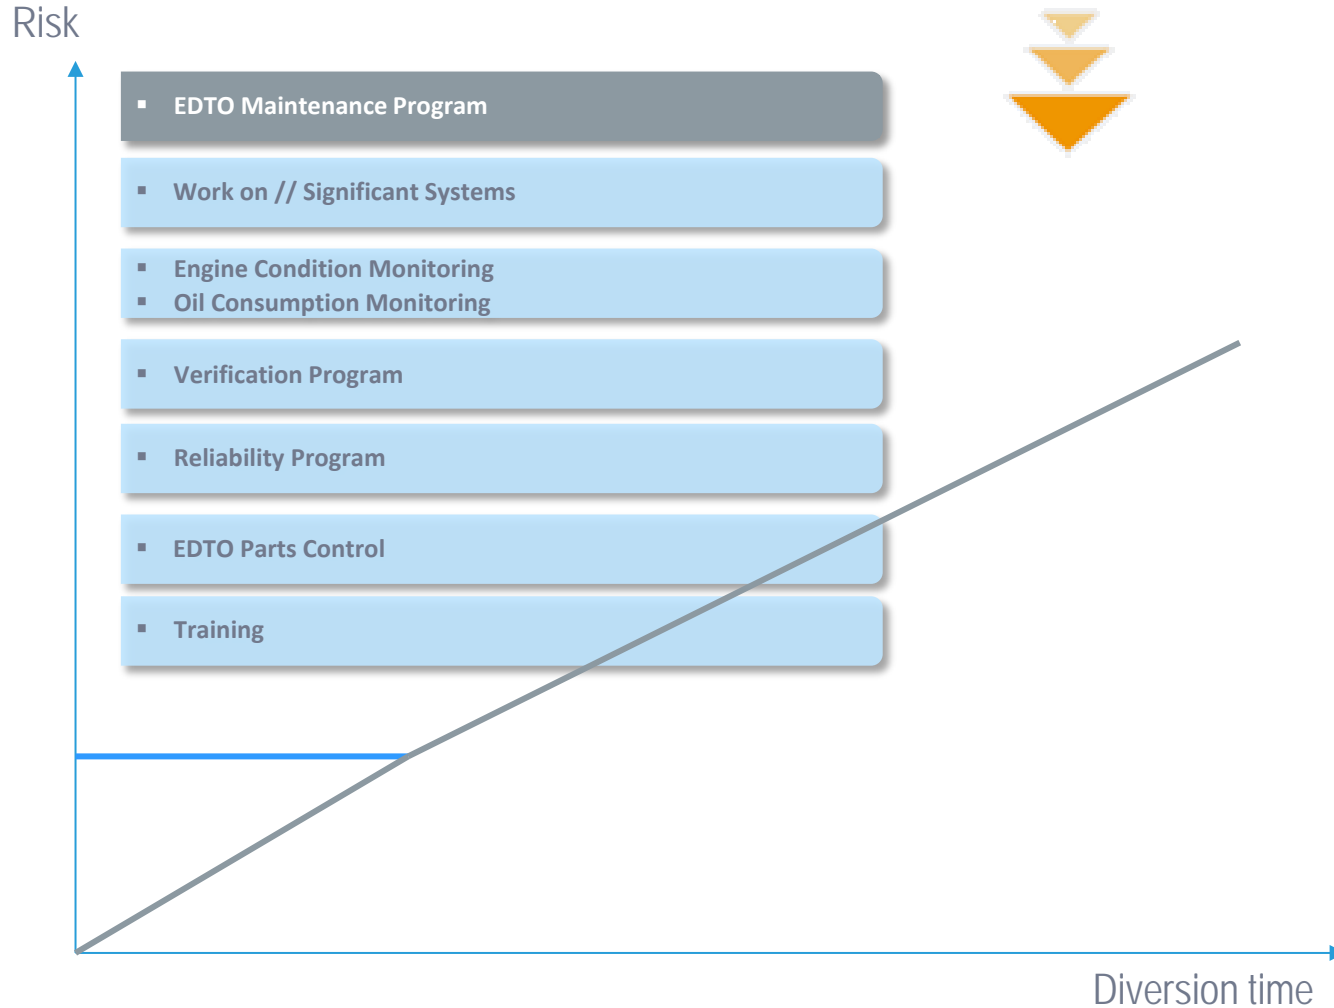 Risk
▪ EDTO Maintenance Program
▪ Work on // Significant Systems
▪ Engine Condition Monitoring
▪ Oil Consumption Monitoring
▪ Verification Program
▪ Reliability Program
▪ EDTO Parts Control
▪ Training
Diversion time